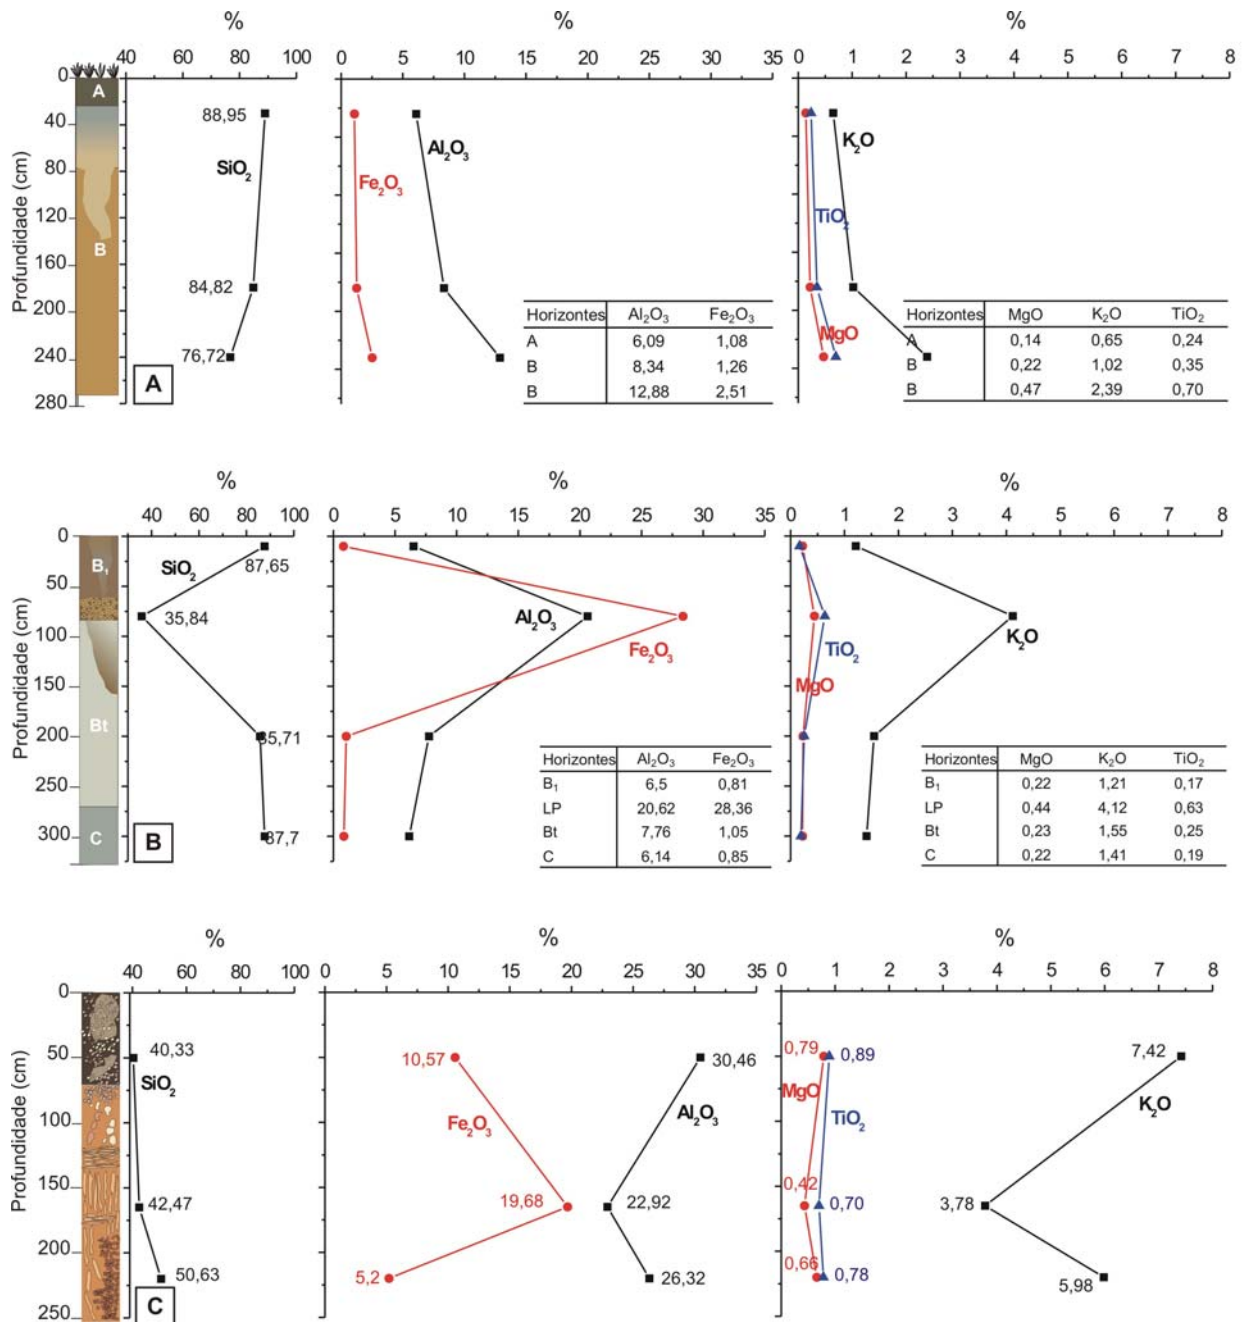 % % %
40 60 80 100 0 5 10 15 20 25 30 35 0 1 2 3 4 5 6 7 8
Profundidade (cm)
0
40
80
120
160
200
240
280
A
B
88,95
SiO2
84,82
76,72
A
Fe2O3
Al2O3
Horizontes Al2O3 Fe2O3
A 6,09 1,08
B 8,34 1,26
B 12,88 2,51
K2O
TiO2
MgO
Horizontes MgO K2O TiO2
A 0,14 0,65 0,24
B 0,22 1,02 0,35
B 0,47 2,39 0,70
% % %
40 60 80 100 0 5 10 15 20 25 30 35 0 1 2 3 4 5 6 7 8
Profundidade (cm)
0
50
100
150
200
250
300
B1
Bt
C
SiO2
87,65
35,84
35,71
37,7
B
Al2O3
Fe2O3
Horizontes Al2O3 Fe2O3
B1 6,5 0,81
LP 20,62 28,36
Bt 7,76 1,05
C 6,14 0,85
K2O
TiO2
MgO
Horizontes MgO K2O TiO2
B1 0,22 1,21 0,17
LP 0,44 4,12 0,63
Bt 0,23 1,55 0,25
C 0,22 1,41 0,19
% % %
40 60 80 100 0 5 10 15 20 25 30 35 0 1 2 3 4 5 6 7 8
Profundidade (cm)
0
50
100
150
200
250
40,33
SiO2
42,47
50,63
C
10,57
30,46
Fe2O3
Al2O3
19,68
22,92
5,2
26,32
0,79
0,89
7,42
MgO
TiO2
K2O
0,42
0,70
3,78
0,66
0,78
5,98